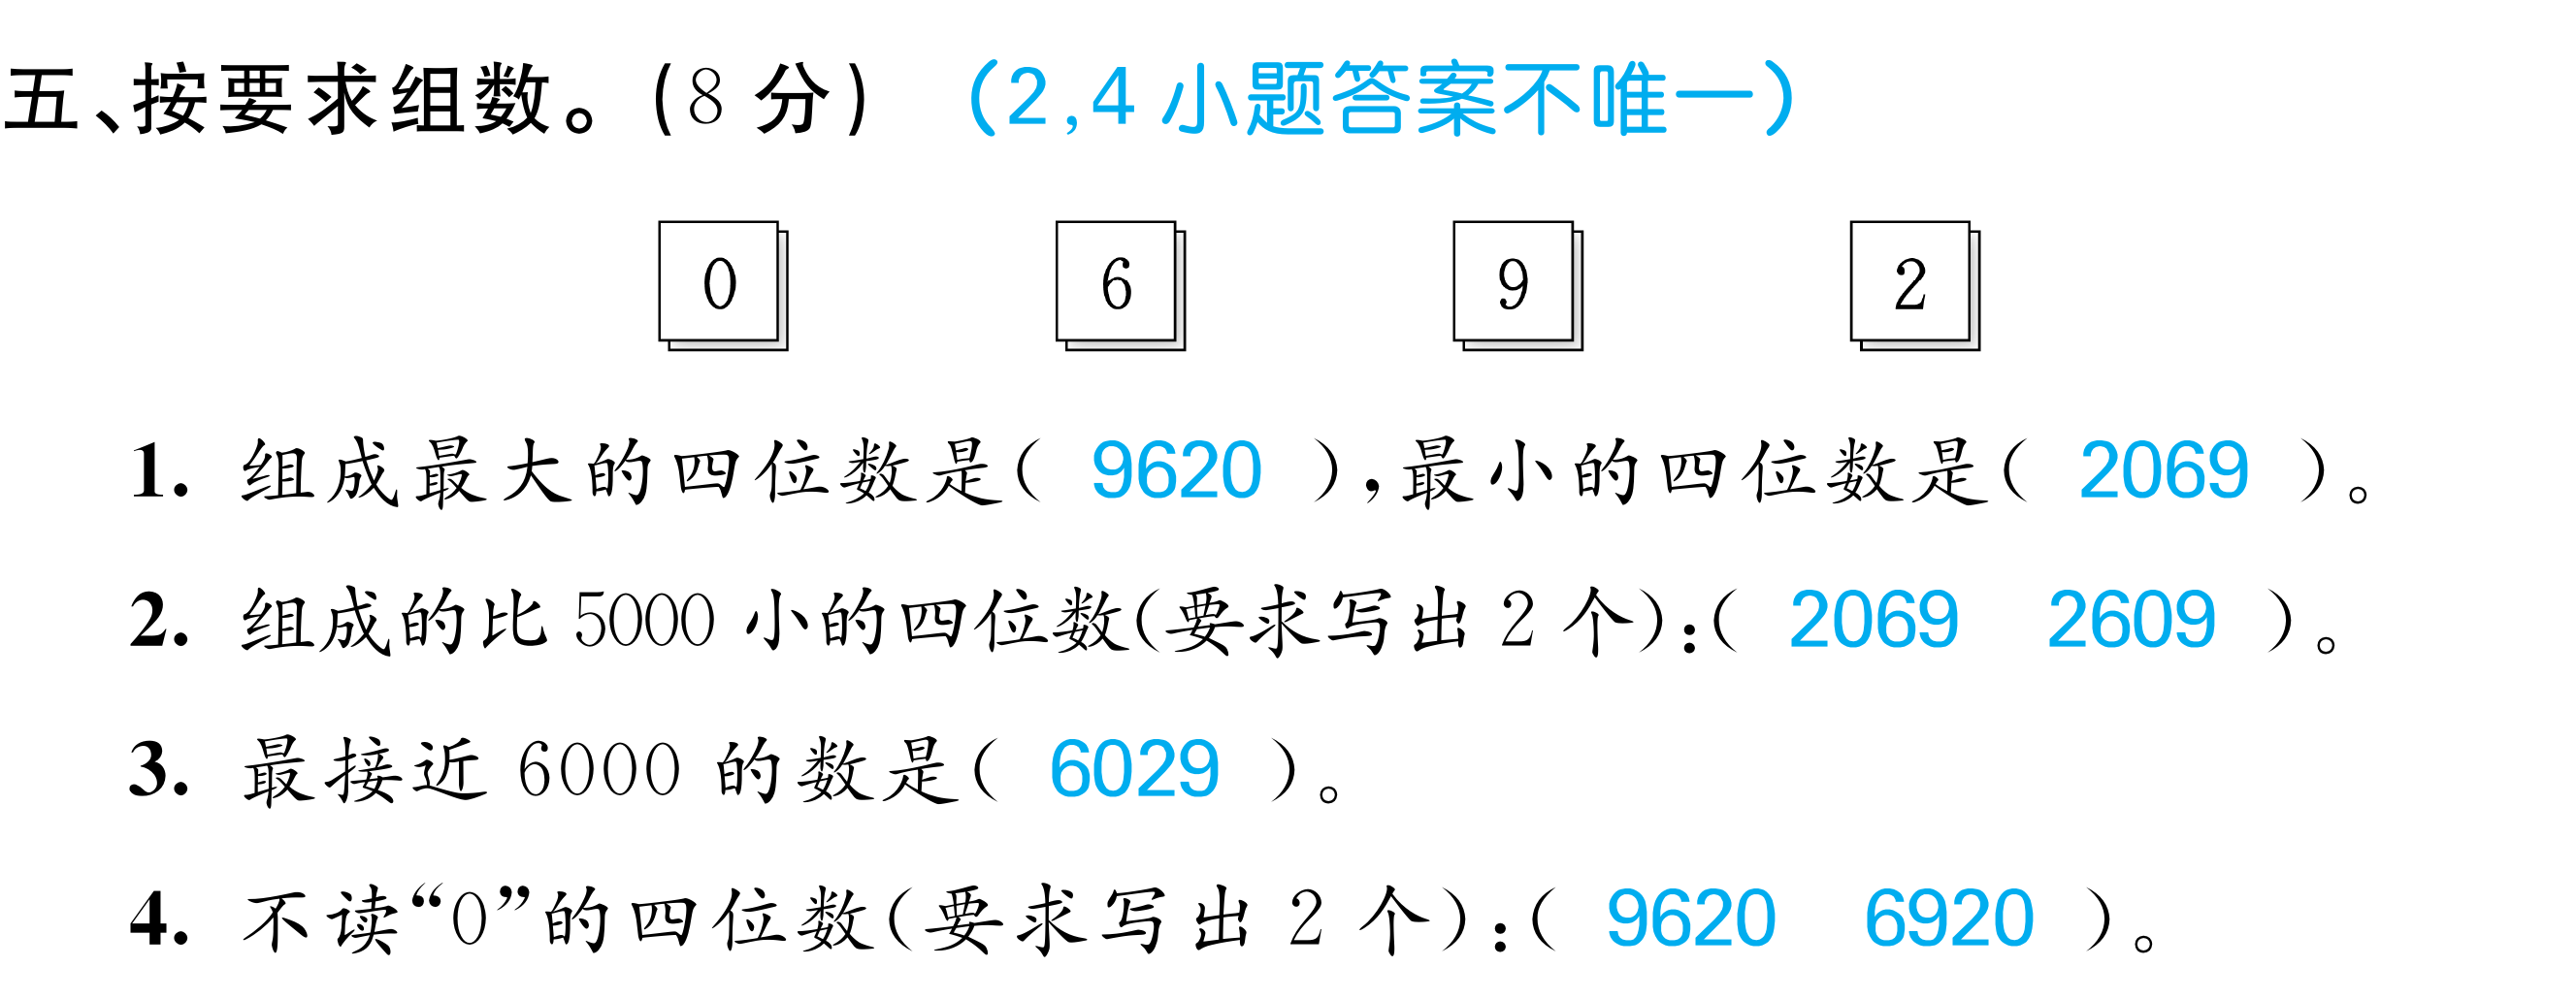 五、按要求组数。(8 分) (2,4 小题答案不唯一)
0 6 9 2
1. 组成最大的四位数是( 9620 ),最小的四位数是( 2069 )。
2. 组成的比 5000 小的四位数(要求写出 2 个):( 2069 2609 )。
3. 最接近 6000 的数是( 6029 )。
4. 不读“0”的四位数(要求写出 2 个):( 9620 6920 )。